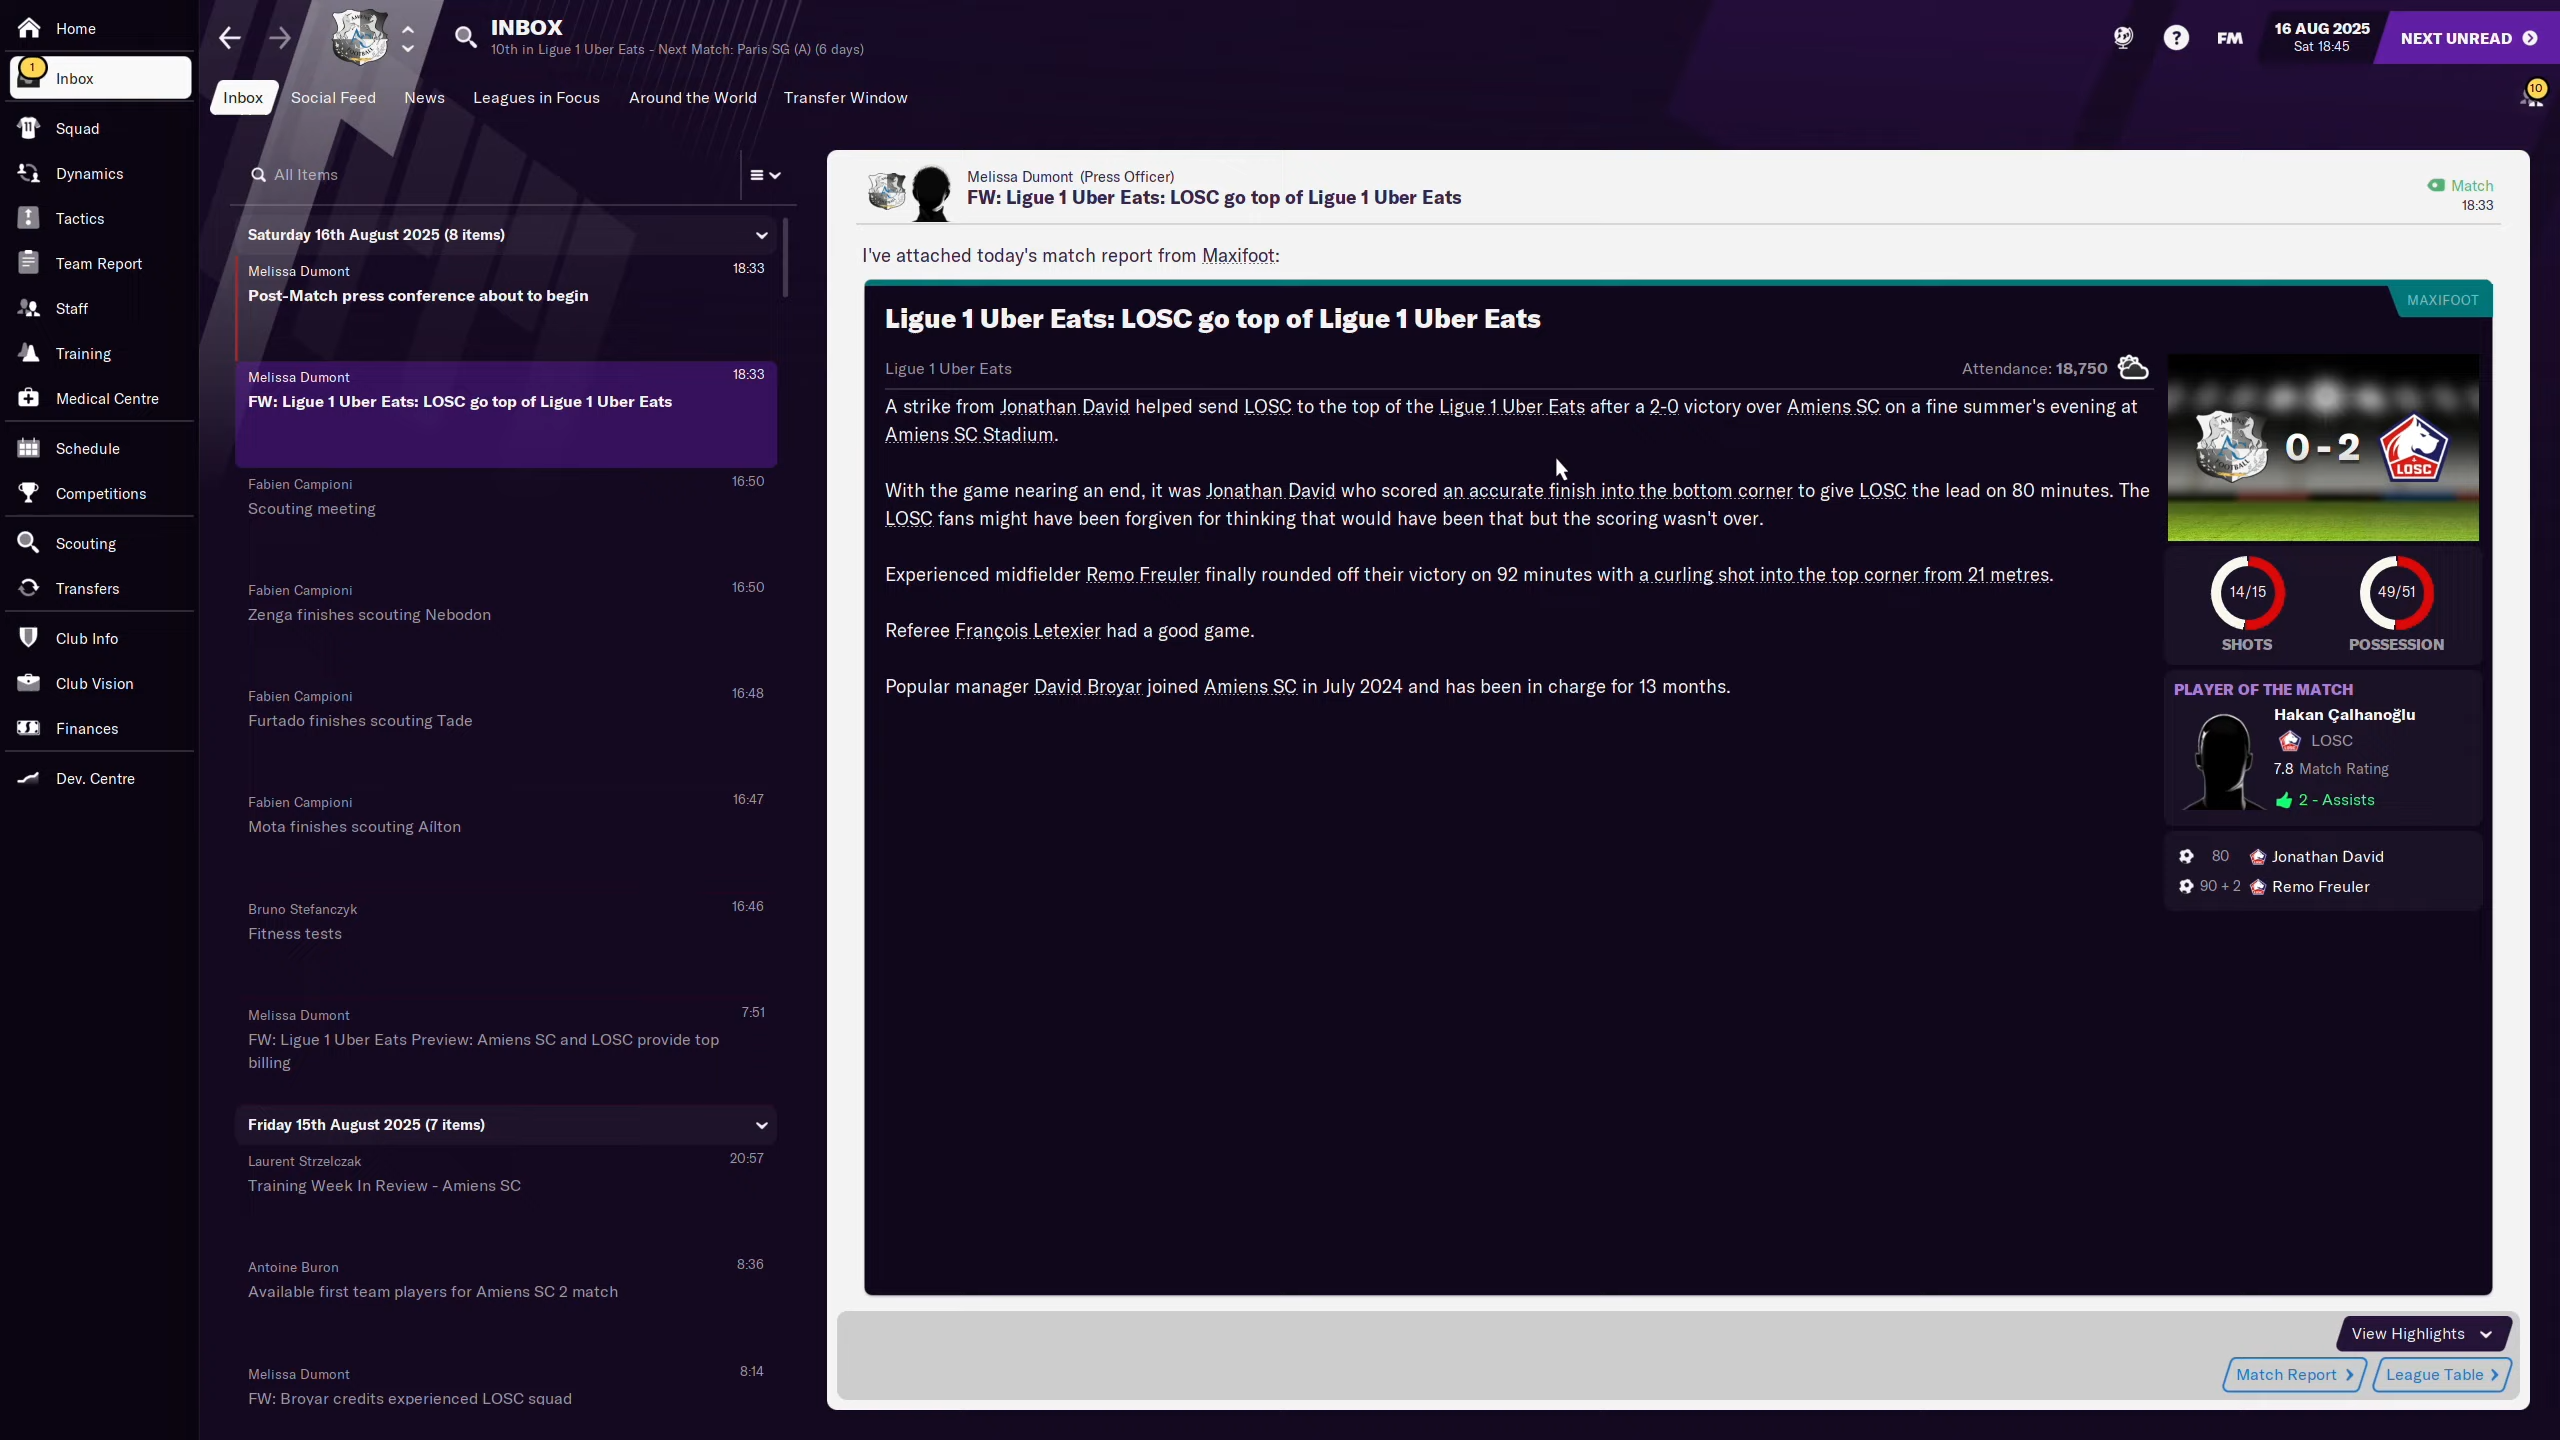 Home
1
Inbox
Squad
Dynamics
Tactics
Team Report
Staff
Training
Medical Centre
Schedule
Competitions
Scouting
Transfers
Club Info
Club Vision
Finances
Dev. Centre
INBOX
10th in Ligue 1 Uber Eats - Next Match: Paris SG (A) (6 days)
FM
16 AUG 2025
Sat 18:45
NEXT UNREAD
10
Inbox
Social Feed
News
Leagues in Focus
Around the World
Transfer Window
All Items
Saturday 16th August 2025 (8 items)
Melissa Dumont 18:33
Post-Match press conference about to begin
Melissa Dumont 18:33
FW: Ligue 1 Uber Eats: LOSC go top of Ligue 1 Uber Eats
Fabien Campioni 16:50
Scouting meeting
Fabien Campioni 16:50
Zenga finishes scouting Nebodon
Fabien Campioni 16:48
Furtado finishes scouting Tade
Fabien Campioni 16:47
Mota finishes scouting Aílton
Bruno Stefanczyk 16:46
Fitness tests
Melissa Dumont 7:51
FW: Ligue 1 Uber Eats Preview: Amiens SC and LOSC provide top
billing
Friday 15th August 2025 (7 items)
Laurent Strzelczak 20:57
Training Week In Review - Amiens SC
Antoine Buron 8:36
Available first team players for Amiens SC 2 match
Melissa Dumont 8:14
FW: Broyar credits experienced LOSC squad
Melissa Dumont (Press Officer)
FW: Ligue 1 Uber Eats: LOSC go top of Ligue 1 Uber Eats
Match
18:33
I've attached today's match report from Maxifoot:
MAXIFOOT
Ligue 1 Uber Eats: LOSC go top of Ligue 1 Uber Eats
Ligue 1 Uber Eats
Attendance: 18,750
A strike from Jonathan David helped send LOSC to the top of the Ligue 1 Uber Eats after a 2-0 victory over Amiens SC on a fine summer's evening at
Amiens SC Stadium.
With the game nearing an end, it was Jonathan David who scored an accurate finish into the bottom corner to give LOSC the lead on 80 minutes. The
LOSC fans might have been forgiven for thinking that would have been that but the scoring wasn't over.
Experienced midfielder Remo Freuler finally rounded off their victory on 92 minutes with a curling shot into the top corner from 21 metres.
Referee François Letexier had a good game.
Popular manager David Broyar joined Amiens SC in July 2024 and has been in charge for 13 months.
AMIENS
FOOTBALL
0 - 2
LOSC
14/15
SHOTS
49/51
POSSESSION
PLAYER OF THE MATCH
Hakan Çalhanoğlu
LOSC
7.8 Match Rating
2 - Assists
80 Jonathan David
90 + 2 Remo Freuler
View Highlights
Match Report
League Table